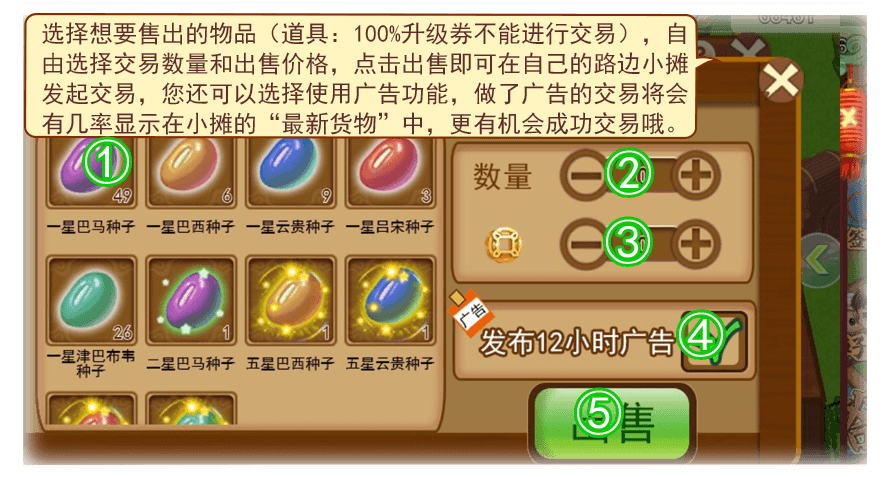 选择想要售出的物品（道具：100%升级券不能进行交易），自
由选择交易数量和出售价格，点击出售即可在自己的路边小摊
发起交易，您还可以选择使用广告功能，做了广告的交易将会
有几率显示在小摊的“最新货物”中，更有机会成功交易哦。
① 49 6 9 3
一星巴马种子 一星巴西种子 一星云贵种子 一星吕宋种子
26 1 1 1
一星津巴布韦
种子
二星巴马种子 五星巴西种子 五星云贵种子
数量 ②
③
广告
发布12小时广告 ④
⑤
出售